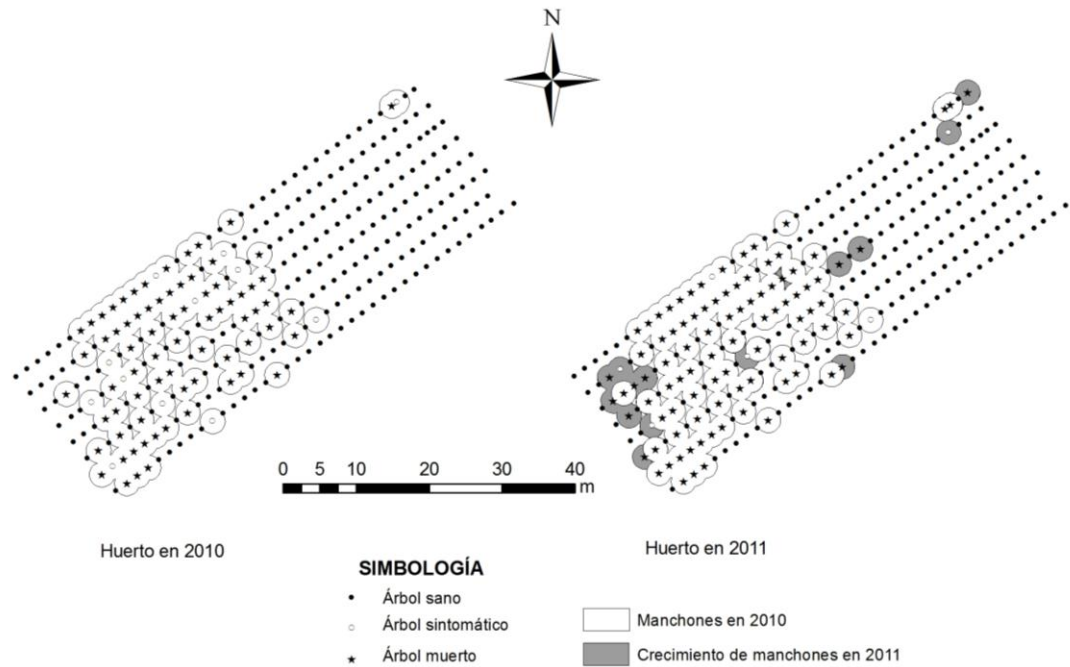 N
0 5 10 20 30 40
m
Huerto en 2010
Huerto en 2011
SIMBOLOGÍA
Árbol sano
Árbol sintomático
Árbol muerto
Manchones en 2010
Crecimiento de manchones en 2011